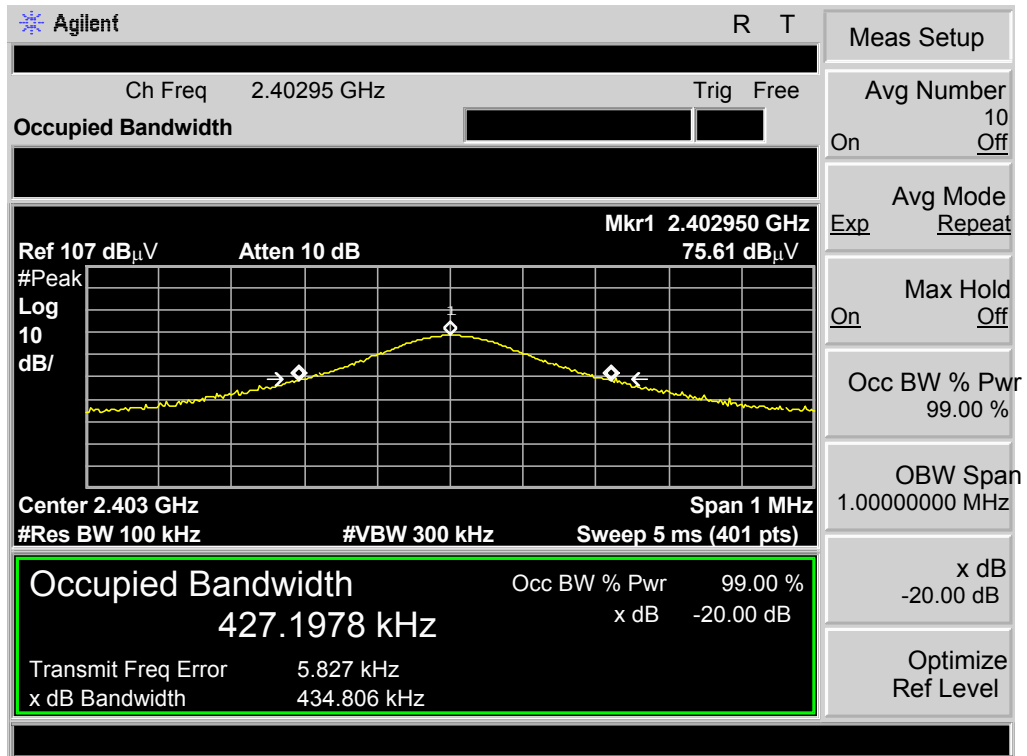 Agilent R T
Ch Freq 2.40295 GHz Trig Free
Occupied Bandwidth
Mkr1 2.402950 GHz
Ref 107 dBμV Atten 10 dB 75.61 dBμV
#Peak
Log
10
dB/
1
Center 2.403 GHz Span 1 MHz
#Res BW 100 kHz #VBW 300 kHz Sweep 5 ms (401 pts)
Occupied Bandwidth
427.1978 kHz
Occ BW % Pwr 99.00 %
x dB -20.00 dB
Transmit Freq Error 5.827 kHz
x dB Bandwidth 434.806 kHz
Meas Setup
Avg Number
10
On Off
Avg Mode
Exp Repeat
Max Hold
On Off
Occ BW % Pwr
99.00 %
OBW Span
1.00000000 MHz
x dB
-20.00 dB
Optimize
Ref Level